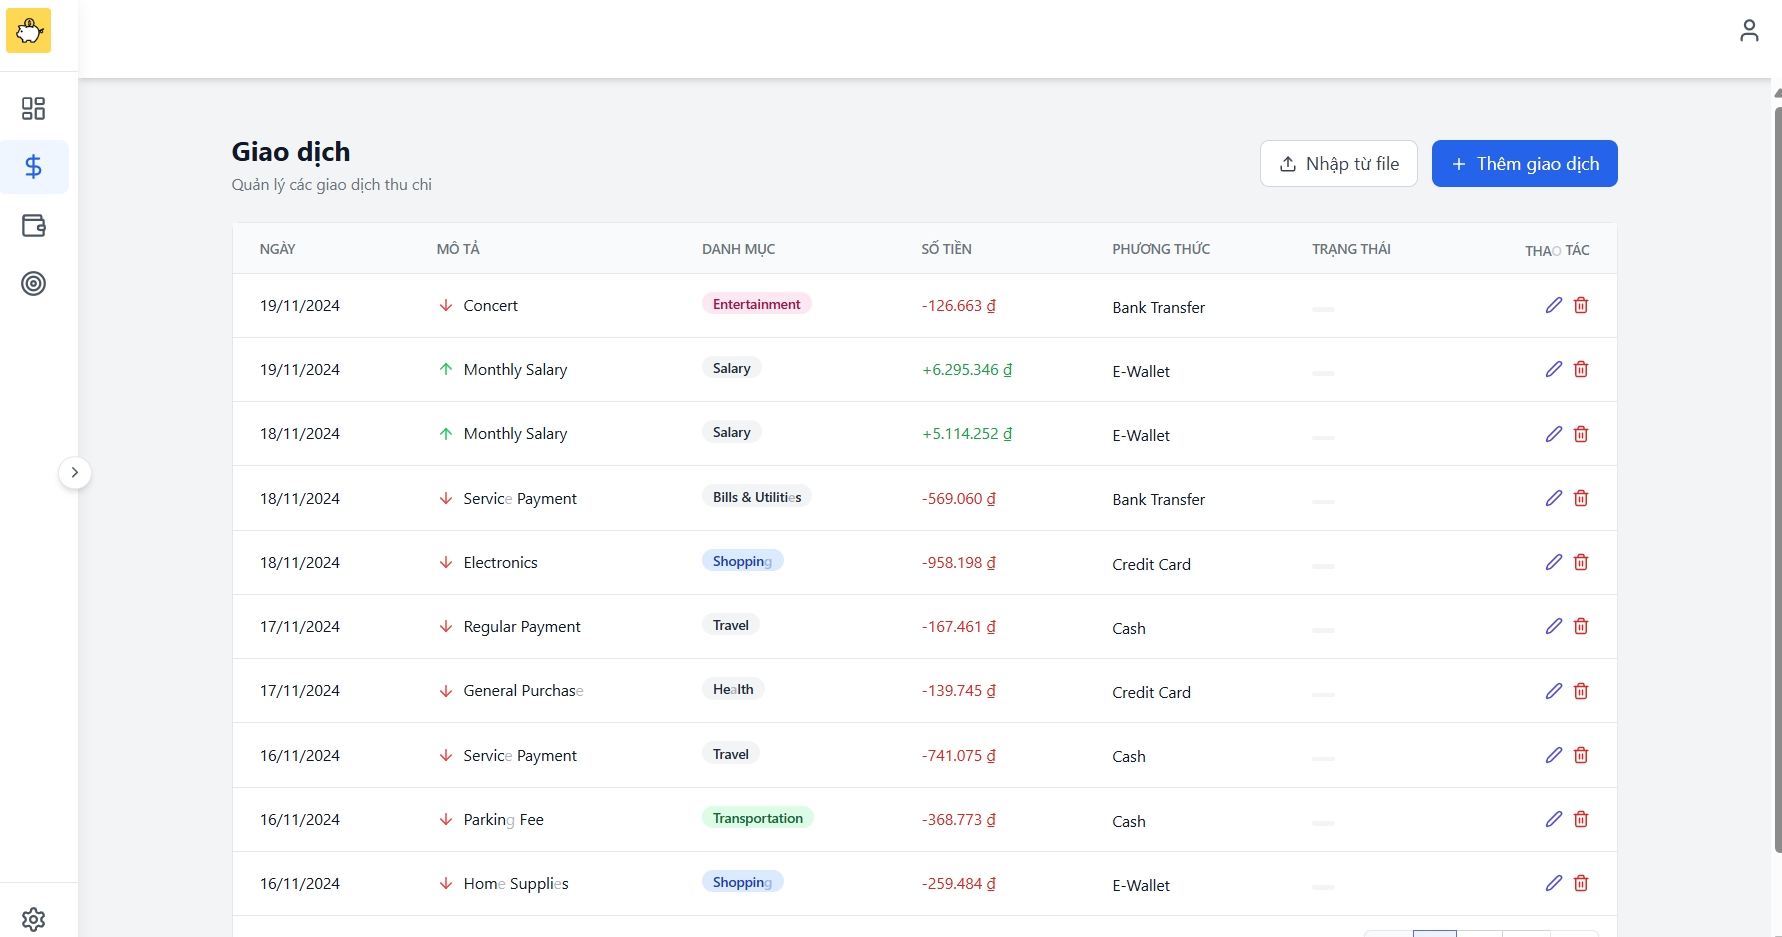 Giao dịch
Quản lý các giao dịch thu chi
Nhập từ file
+ Thêm giao dịch
NGÀY MÔ TẢ DANH MỤC SỐ TIỀN PHƯƠNG THỨC TRẠNG THÁI THAO TÁC
19/11/2024 Concert Entertainment -126.663 ₫ Bank Transfer
19/11/2024 Monthly Salary Salary +6.295.346 ₫ E-Wallet
18/11/2024 Monthly Salary Salary +5.114.252 ₫ E-Wallet
18/11/2024 Service Payment Bills & Utilities -569.060 ₫ Bank Transfer
18/11/2024 Electronics Shopping -958.198 ₫ Credit Card
17/11/2024 Regular Payment Travel -167.461 ₫ Cash
17/11/2024 General Purchase Health -139.745 ₫ Credit Card
16/11/2024 Service Payment Travel -741.075 ₫ Cash
16/11/2024 Parking Fee Transportation -368.773 ₫ Cash
16/11/2024 Home Supplies Shopping -259.484 ₫ E-Wallet